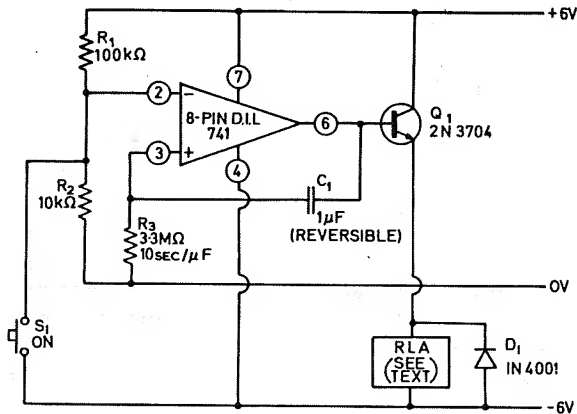 +6V
R1
100kΩ
7
2
−
8-PIN D.I.L
741
6
Q1
2N 3704
3
+
4
C1
1µF
(REVERSIBLE)
R2
10kΩ
R3
3·3MΩ
10SEC/µF
0V
S1
ON
RLA
(SEE
TEXT)
D1
IN 4001
-6V